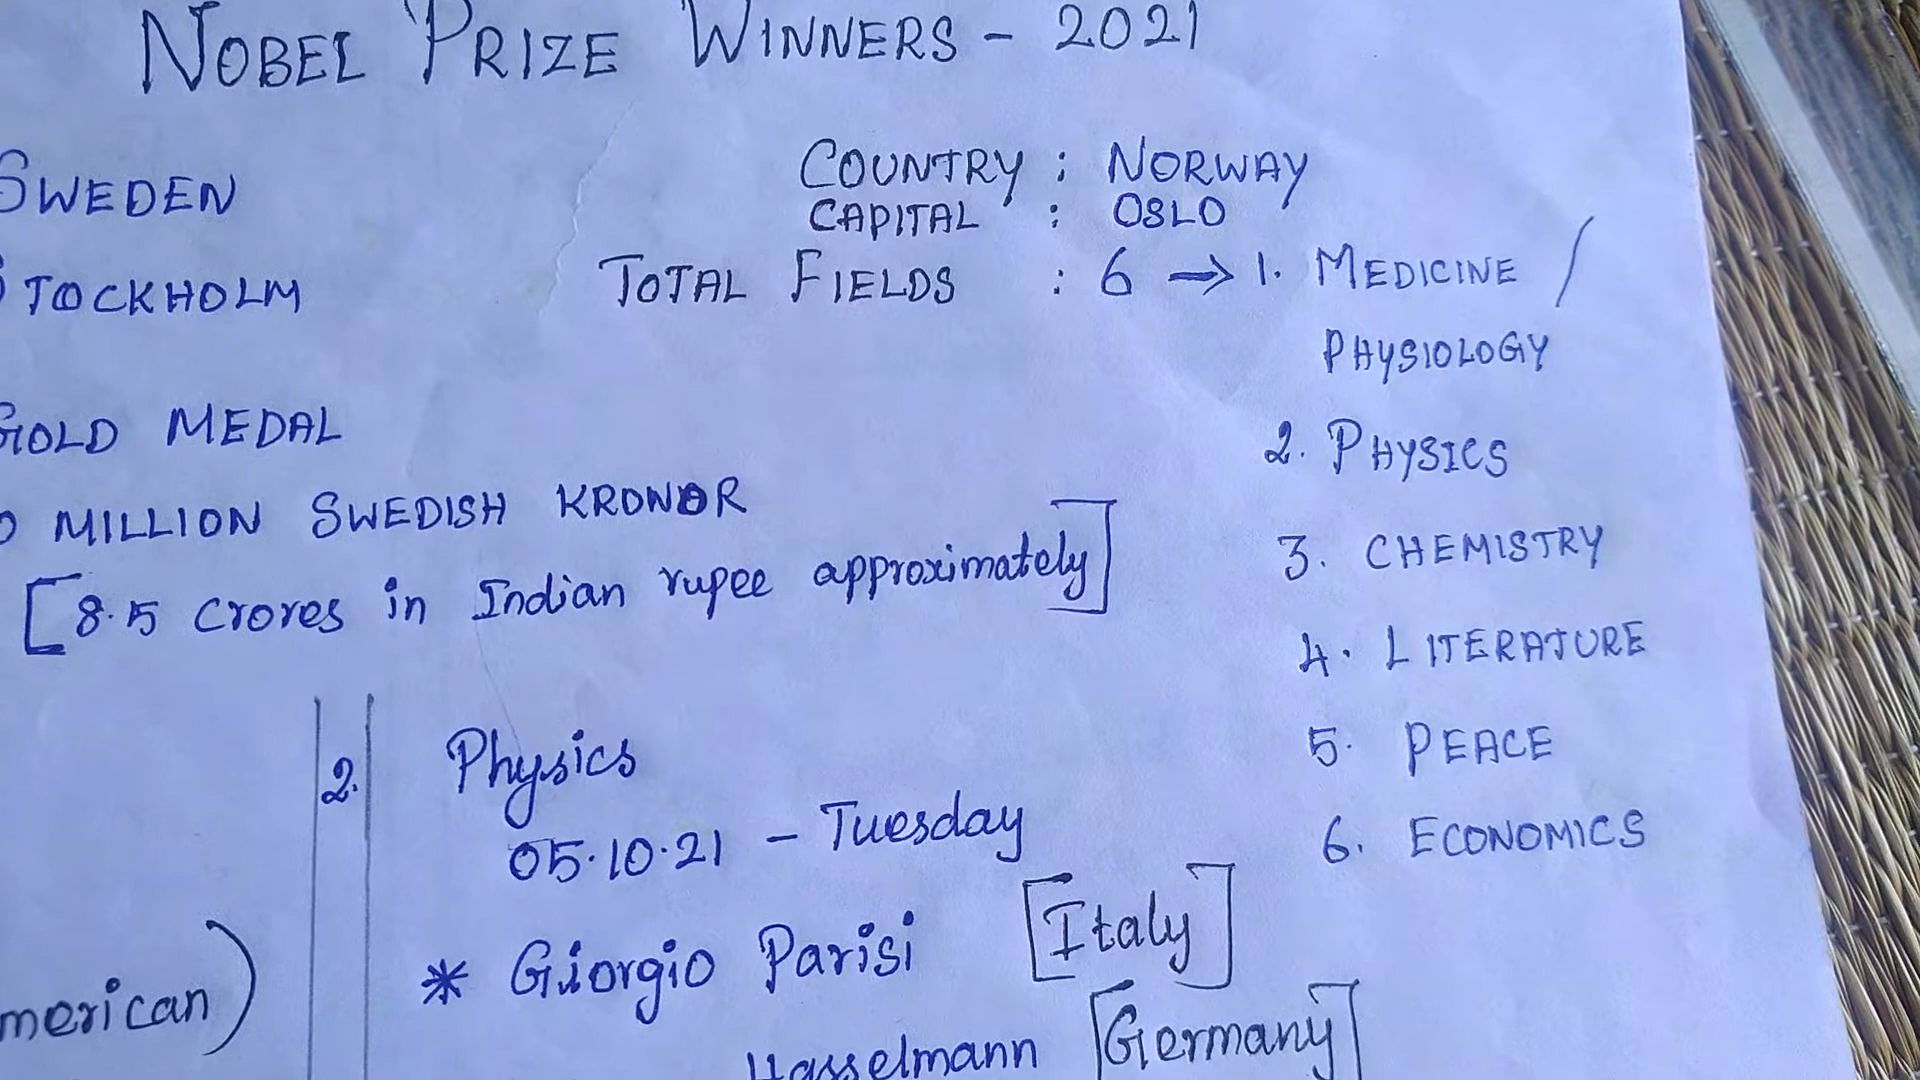 NOBEL PRIZE WINNERS - 2021
SWEDEN
COUNTRY : NORWAY
STOCKHOLM
CAPITAL : OSLO
TOTAL FIELDS : 6 → 1. MEDICINE /
PHYSIOLOGY
GOLD MEDAL
2. PHYSICS
MILLION SWEDISH KRONOR
3. CHEMISTRY
[8.5 Crores in Indian rupee approximately]
4. LITERATURE
5. PEACE
6. ECONOMICS
2. Physics
05.10.21 - Tuesday
* Giorgio Parisi [Italy]
merican)
Hasselmann [Germany]